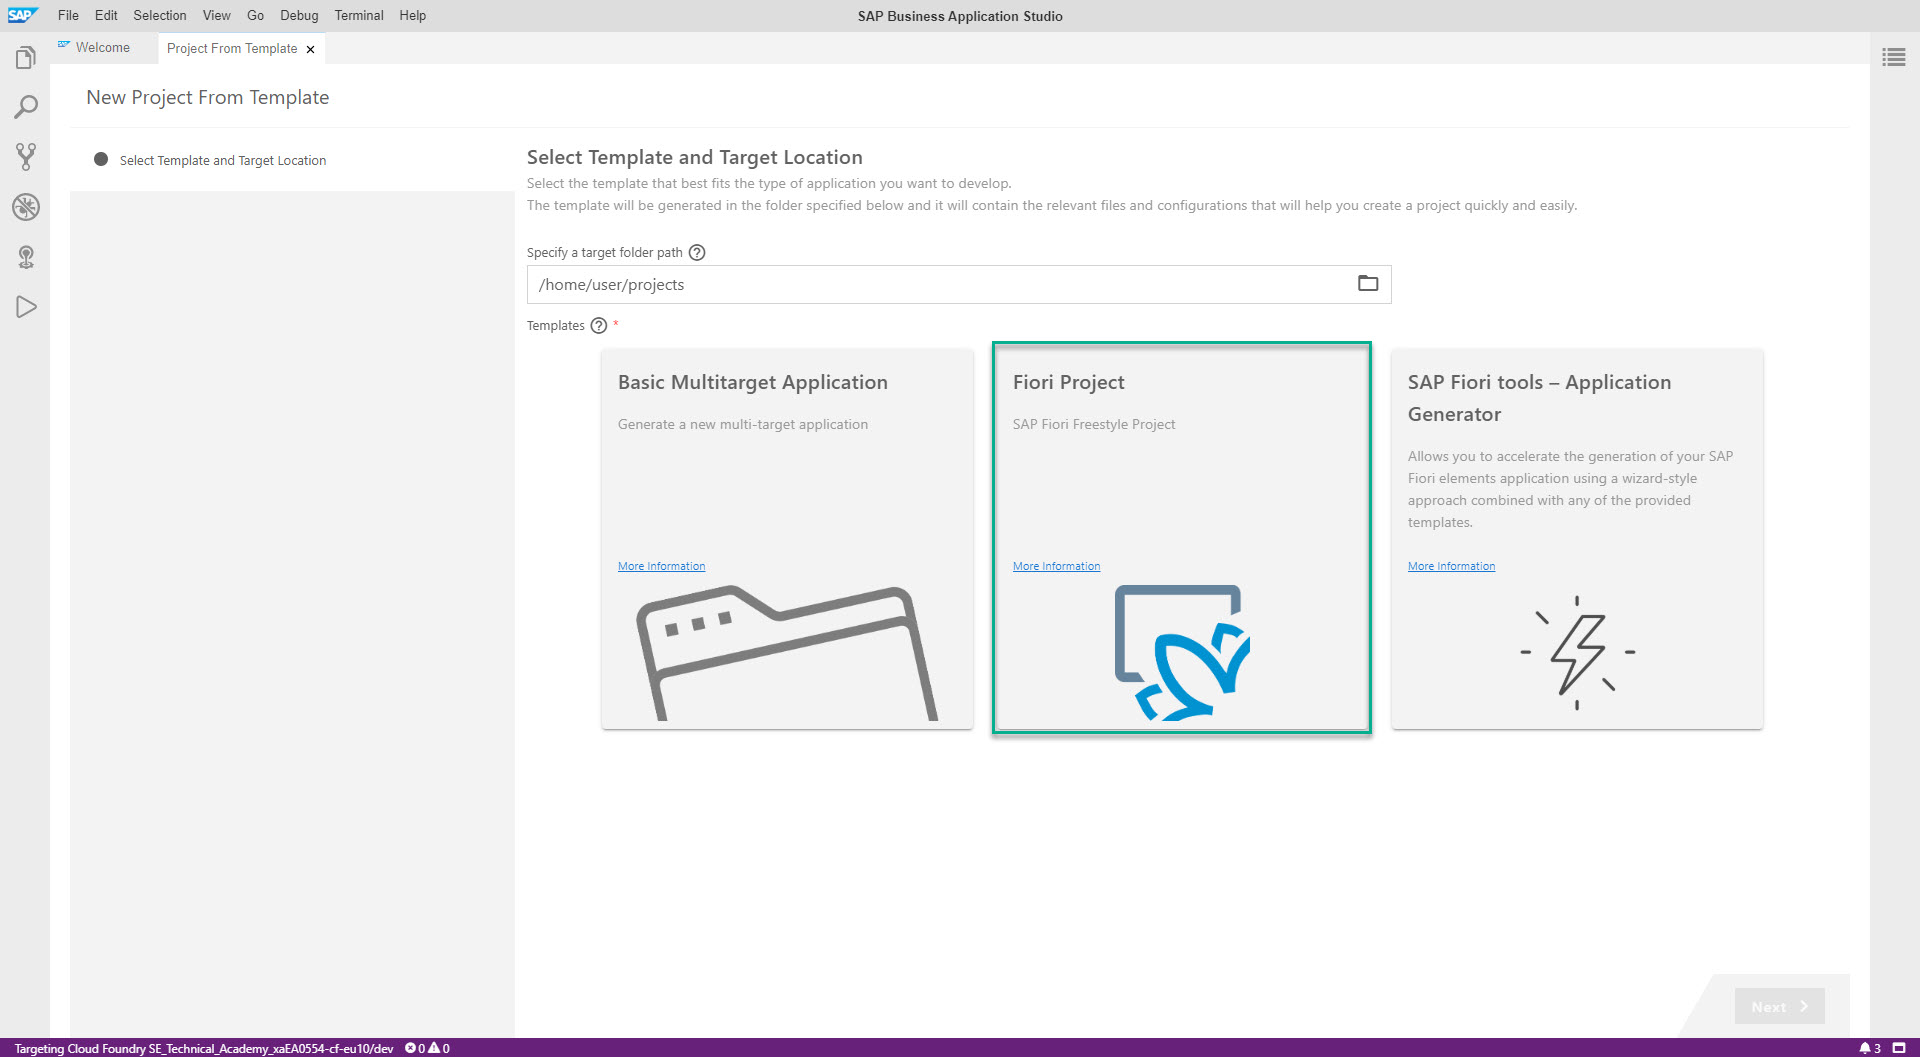 SAP File Edit Selection View Go Debug Terminal Help SAP Business Application Studio
Welcome Project From Template
New Project From Template
Select Template and Target Location
Select Template and Target Location
Select the template that best fits the type of application you want to develop.
The template will be generated in the folder specified below and it will contain the relevant files and configurations that will help you create a project quickly and easily.
Specify a target folder path ?
/home/user/projects
Templates ? *
Basic Multitarget Application
Generate a new multi-target application
More Information
Fiori Project
SAP Fiori Freestyle Project
More Information
SAP Fiori tools – Application
Generator
Allows you to accelerate the generation of your SAP
Fiori elements application using a wizard-style
approach combined with any of the provided
templates.
More Information
Next
Targeting Cloud Foundry SE_Technical_Academy_xaEA0554-cf-eu10/dev 0 0 3